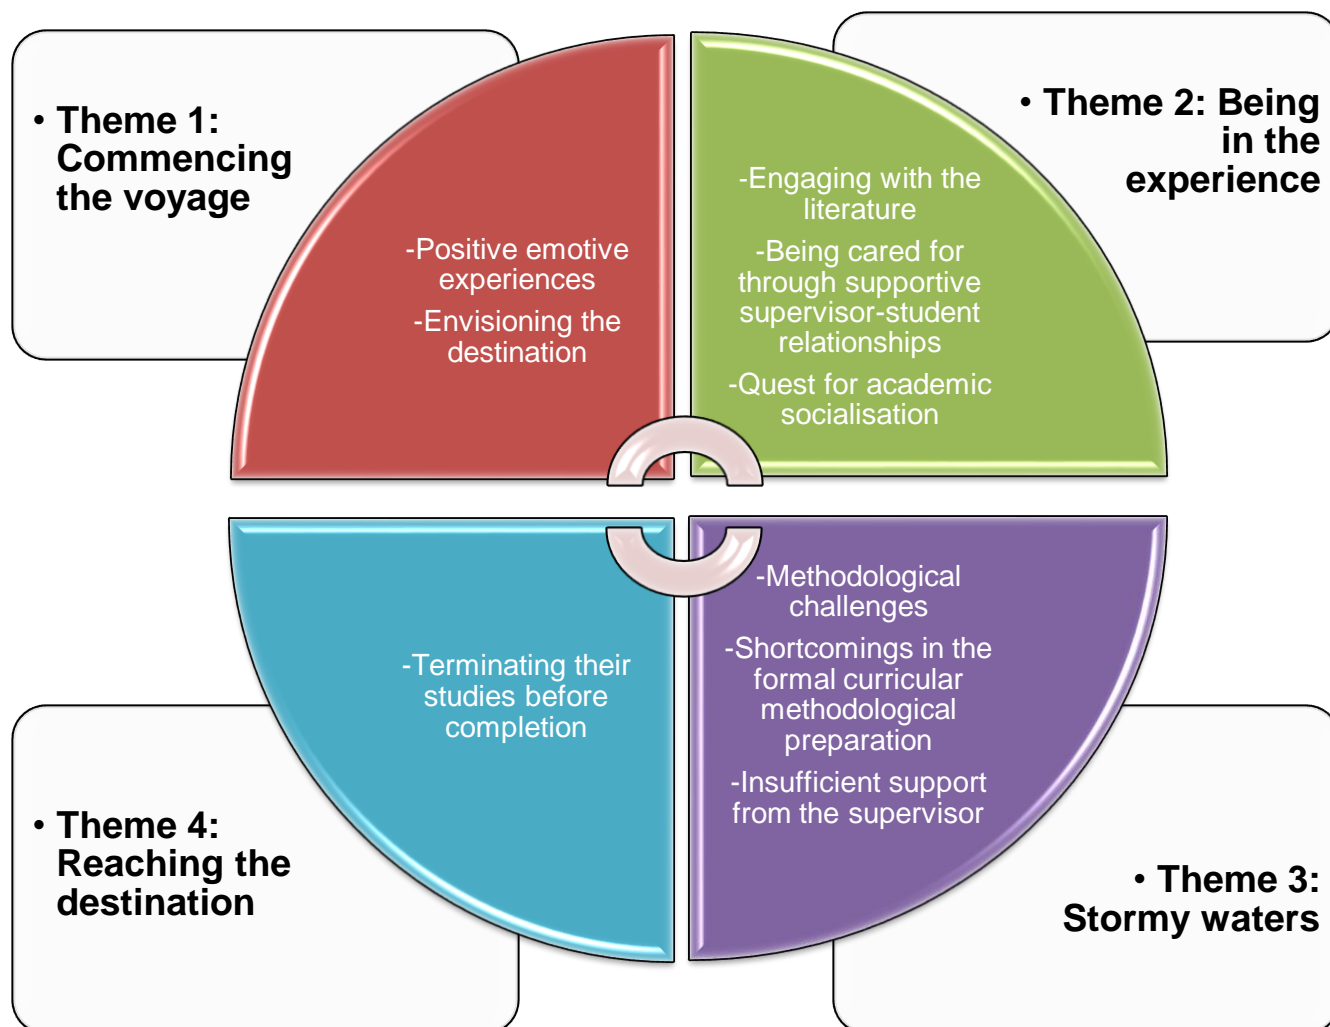 • Theme 1:
Commencing
the voyage
-Positive emotive
experiences
-Envisioning the
destination
• Theme 2: Being
in the
experience
-Engaging with the
literature
-Being cared for
through supportive
supervisor-student
relationships
-Quest for academic
socialisation
• Theme 4:
Reaching the
destination
-Terminating their
studies before
completion
-Methodological
challenges
-Shortcomings in the
formal curricular
methodological
preparation
-Insufficient support
from the supervisor
• Theme 3:
Stormy waters